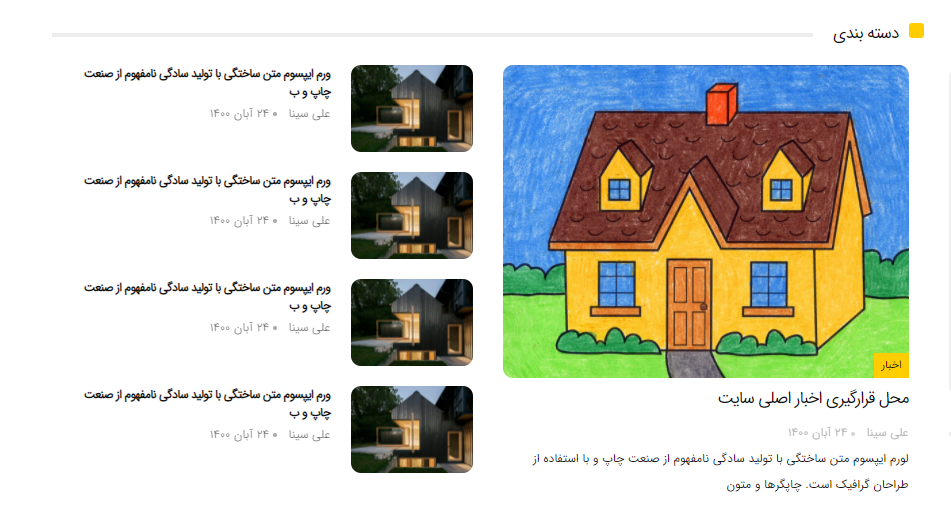 دسته بندی
اخبار
محل قرارگیری اخبار اصلی سایت
علی سینا • ۲۴ آبان ۱۴۰۰
لورم ایپسوم متن ساختگی با تولید سادگی نامفهوم از صنعت چاپ و با استفاده از
طراحان گرافیک است. چاپگرها و متون
ورم ایپسوم متن ساختگی با تولید سادگی نامفهوم از صنعت
چاپ و ب
علی سینا • ۲۴ آبان ۱۴۰۰
ورم ایپسوم متن ساختگی با تولید سادگی نامفهوم از صنعت
چاپ و ب
علی سینا • ۲۴ آبان ۱۴۰۰
ورم ایپسوم متن ساختگی با تولید سادگی نامفهوم از صنعت
چاپ و ب
علی سینا • ۲۴ آبان ۱۴۰۰
ورم ایپسوم متن ساختگی با تولید سادگی نامفهوم از صنعت
چاپ و ب
علی سینا • ۲۴ آبان ۱۴۰۰